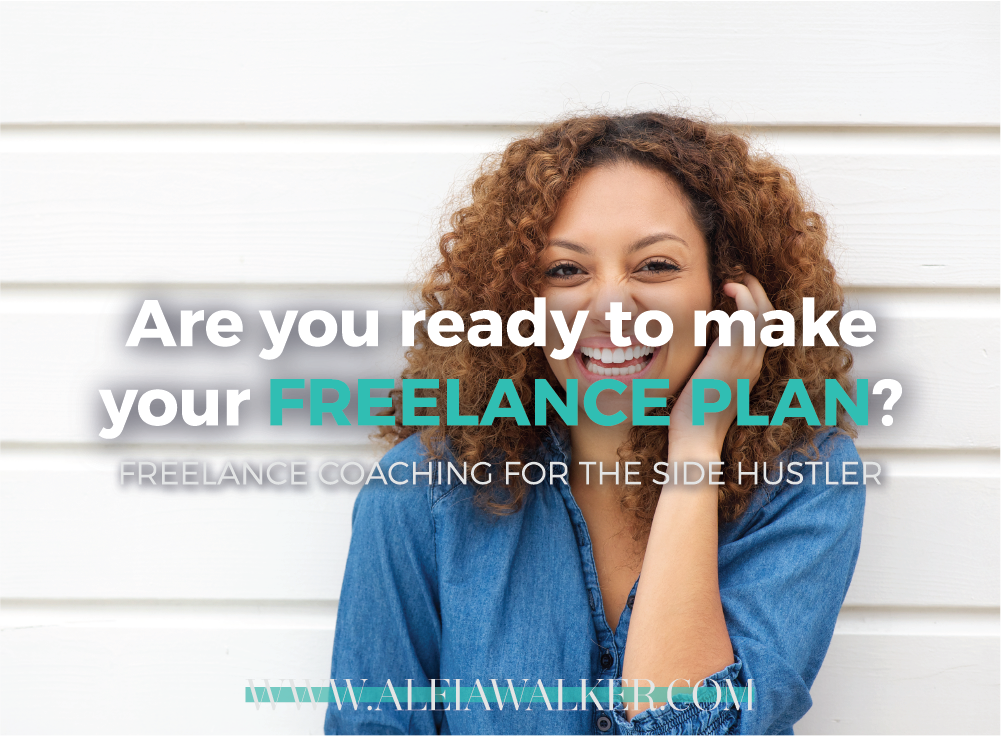 Are you ready to make
your FREELANCE PLAN?
FREELANCE COACHING FOR THE SIDE HUSTLER
WWW.ALEIAWALKER.COM